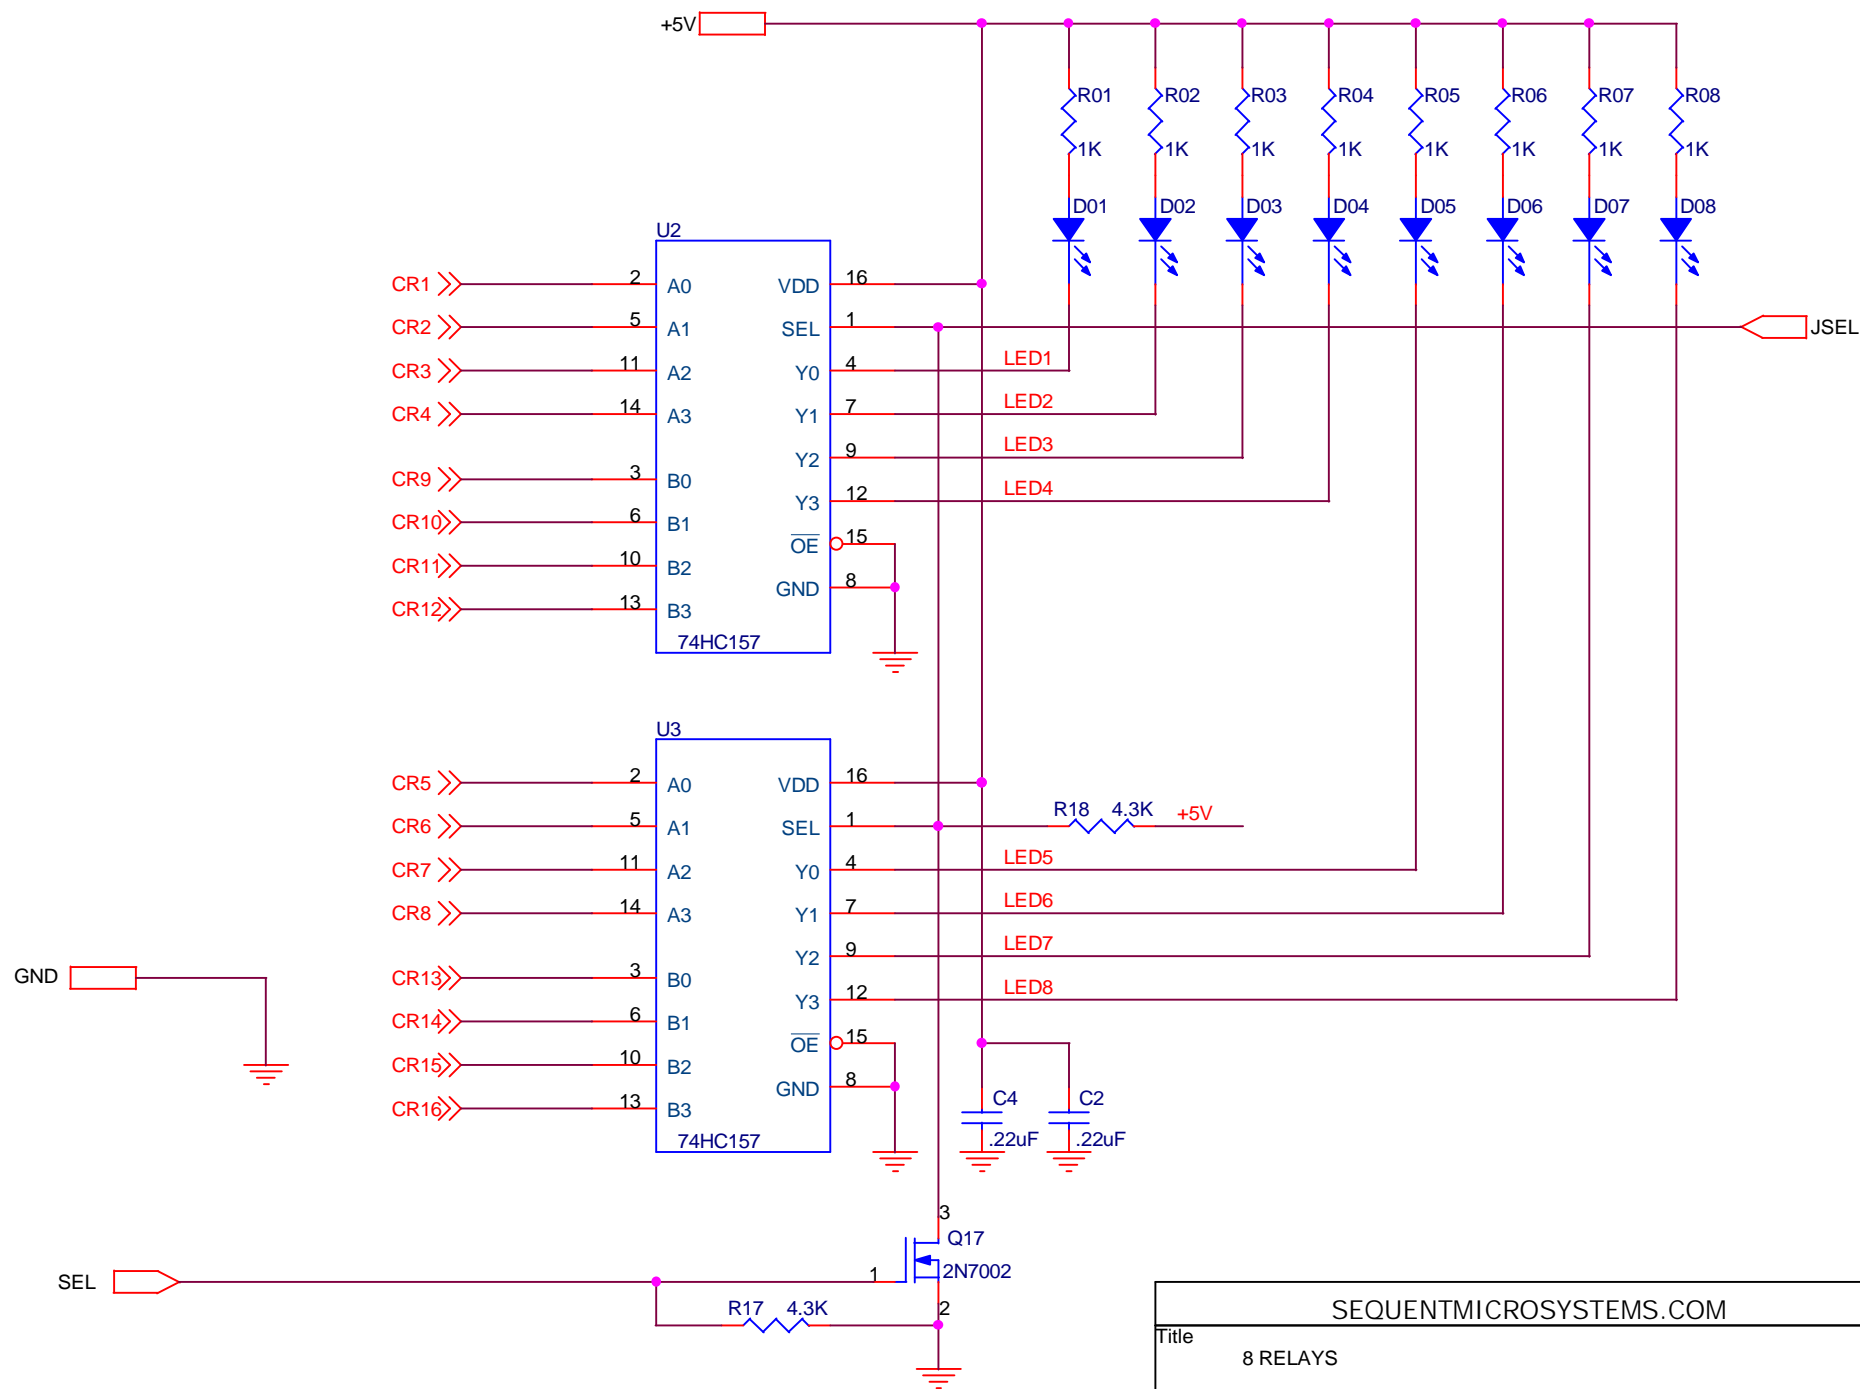 +5V
R01 R02 R03 R04 R05 R06 R07 R08
1K 1K 1K 1K 1K 1K 1K 1K
D01 D02 D03 D04 D05 D06 D07 D08
U2
CR1 2 A0 VDD 16
CR2 5 A1 SEL 1 JSEL
CR3 11 A2 Y0 4 LED1
CR4 14 A3 Y1 7 LED2
Y2 9 LED3
CR9 3 B0
Y3 12 LED4
CR10 6 B1
OE 15
CR11 10 B2
GND 8
CR12 13 B3
74HC157
U3
CR5 2 A0 VDD 16
CR6 5 A1 SEL 1 R18 4.3K +5V
CR7 11 A2 Y0 4 LED5
CR8 14 A3 Y1 7 LED6
Y2 9 LED7
GND CR13 3 B0
Y3 12 LED8
CR14 6 B1
OE 15
CR15 10 B2
GND 8
CR16 13 B3
C4 C2
74HC157 .22uF .22uF
3
Q17
SEL 1 2N7002
R17 4.3K 2
SEQUENTMICROSYSTEMS.COM
Title
8 RELAYS